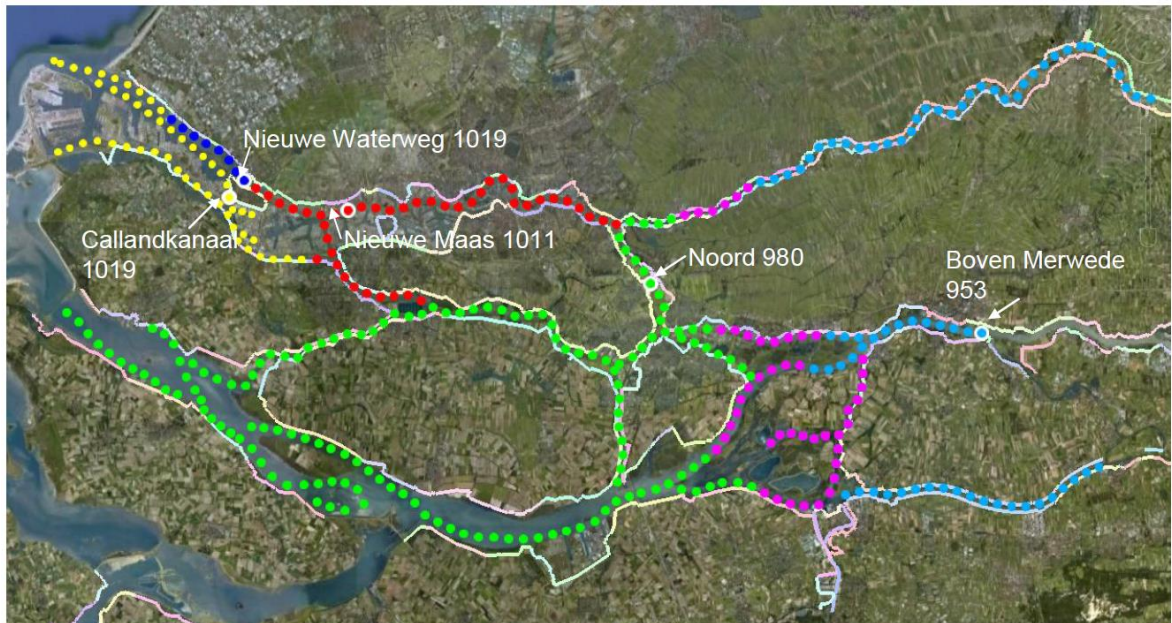 Nieuwe Waterweg 1019
Callandkanaal
1019
Nieuwe Maas 1011
Noord 980
Boven Merwede
953